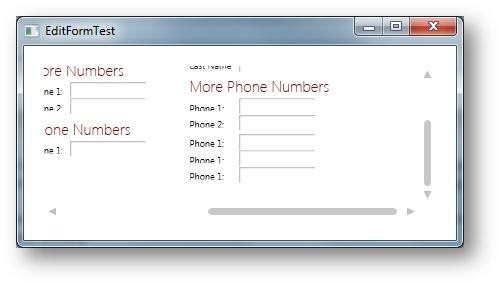 EditFormTest
ore Numbers
ne 1:
ne 2:
one Numbers
ne 1:
Last Name
More Phone Numbers
Phone 1:
Phone 2:
Phone 1:
Phone 1:
Phone 1: